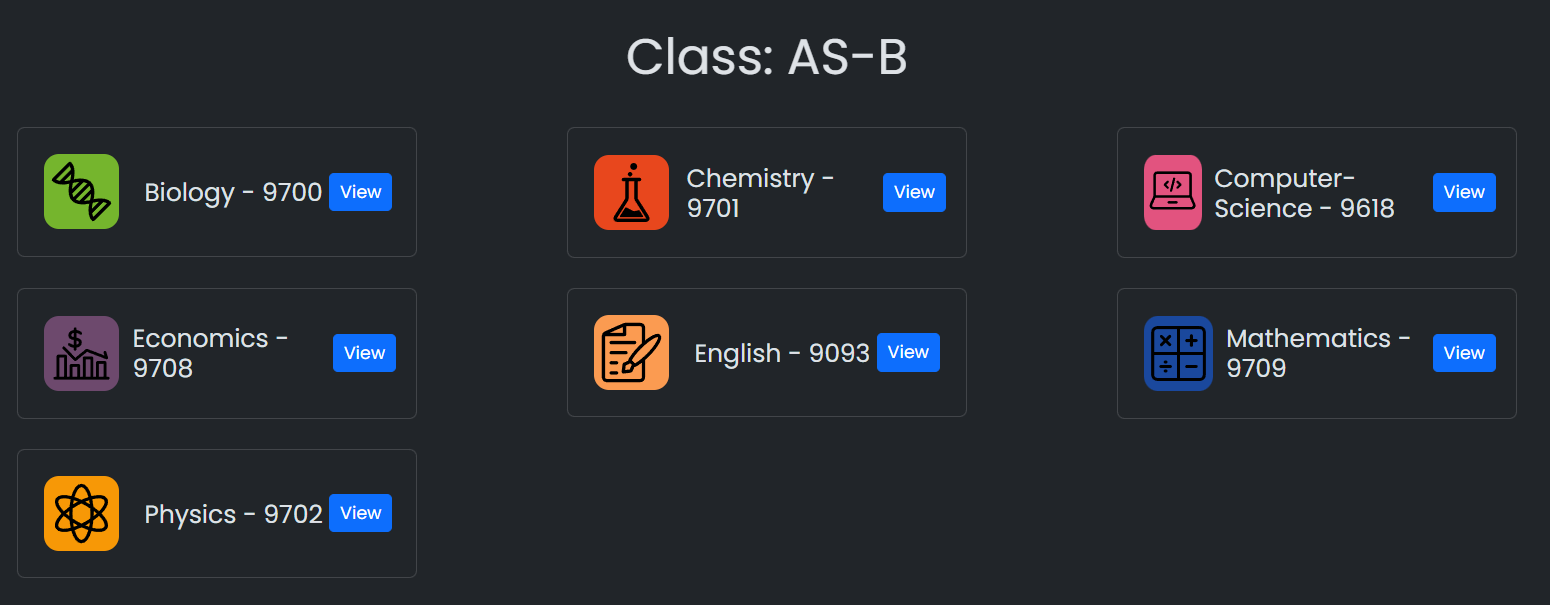 Class: AS-B
Biology - 9700
View
Chemistry -
9701
View
Computer-
Science - 9618
View
Economics -
9708
View
English - 9093
View
Mathematics -
9709
View
Physics - 9702
View